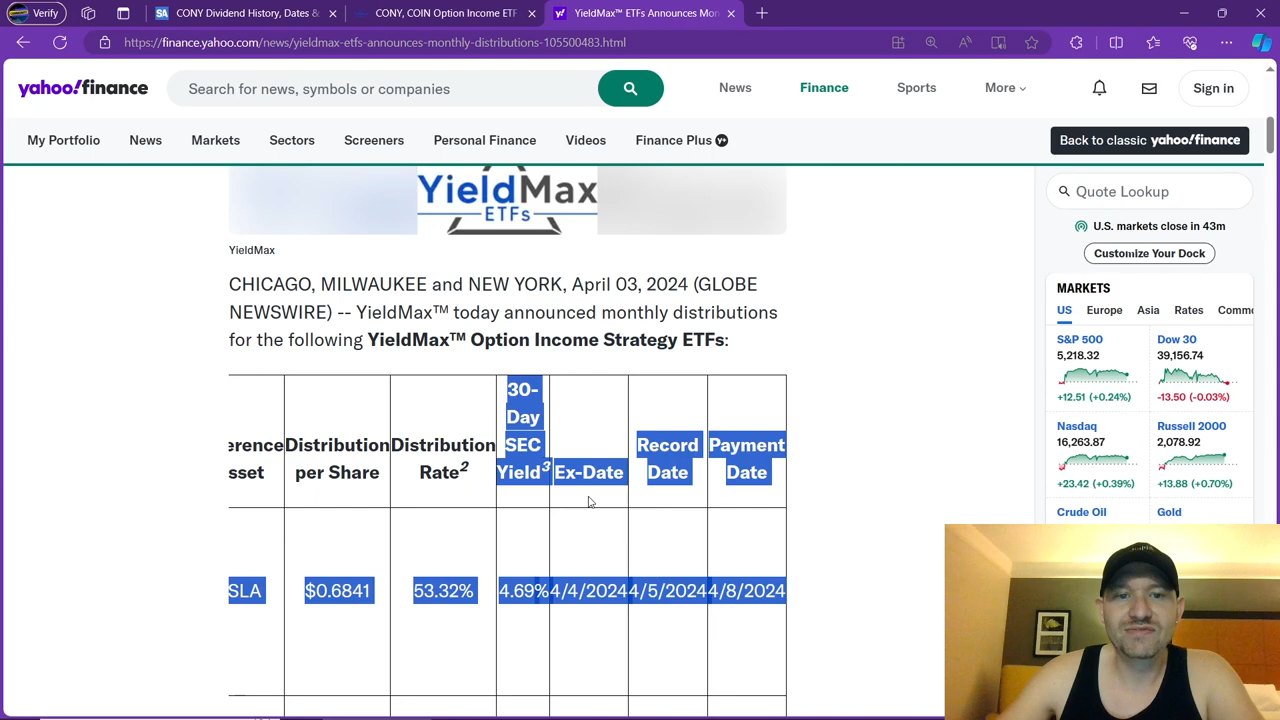 Verify
CONY Dividend History, Dates &
CONY, COIN Option Income ETF
YieldMax™ ETFs Announces Mon
https://finance.yahoo.com/news/yieldmax-etfs-announces-monthly-distributions-105500483.html
yahoo!finance
Search for news, symbols or companies
News
Finance
Sports
More
Sign in
My Portfolio
News
Markets
Sectors
Screeners
Personal Finance
Videos
Finance Plus
Back to classic yahoo!finance
YieldMax
ETFs
YieldMax
CHICAGO, MILWAUKEE and NEW YORK, April 03, 2024 (GLOBE
NEWSWIRE) -- YieldMax™ today announced monthly distributions
for the following YieldMax™ Option Income Strategy ETFs:
erence
sset
Distribution
per Share
Distribution
Rate²
30-
Day
SEC
Yield³
Ex-Date
Record
Date
Payment
Date
SLA
$0.6841
53.32%
4.69%
4/4/2024
4/5/2024
4/8/2024
Quote Lookup
U.S. markets close in 43m
Customize Your Dock
MARKETS
US
Europe
Asia
Rates
Commo
S&P 500
5,218.32
+12.51 (+0.24%)
Dow 30
39,156.74
-13.50 (-0.03%)
Nasdaq
16,263.87
+23.42 (+0.39%)
Russell 2000
2,078.92
+13.88 (+0.70%)
Crude Oil
Gold